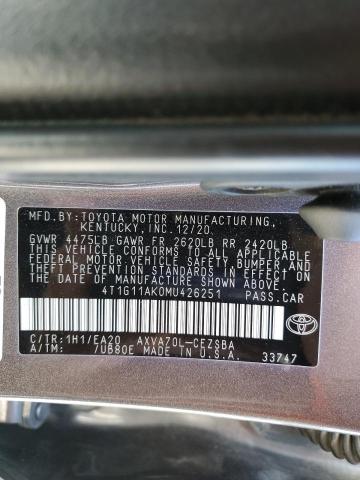 MFD.BY:TOYOTA MOTOR MANUFACTURING,
KENTUCKY, INC. 12/20
GVWR 4475LB GAWR FR 2620LB RR 2420LB
THIS VEHICLE CONFORMS TO ALL APPLICABLE
FEDERAL MOTOR VEHICLE SAFETY, BUMPER, AND
THEFT PREVENTION STANDARDS IN EFFECT ON
THE DATE OF MANUFACTURE SHOWN ABOVE.
4T1G11AK0MU426251 PASS.CAR
C/TR:1H1/EA20 AXVA70L-CEZSBA
A/TM: /UB80E MADE IN U.S.A. 33747